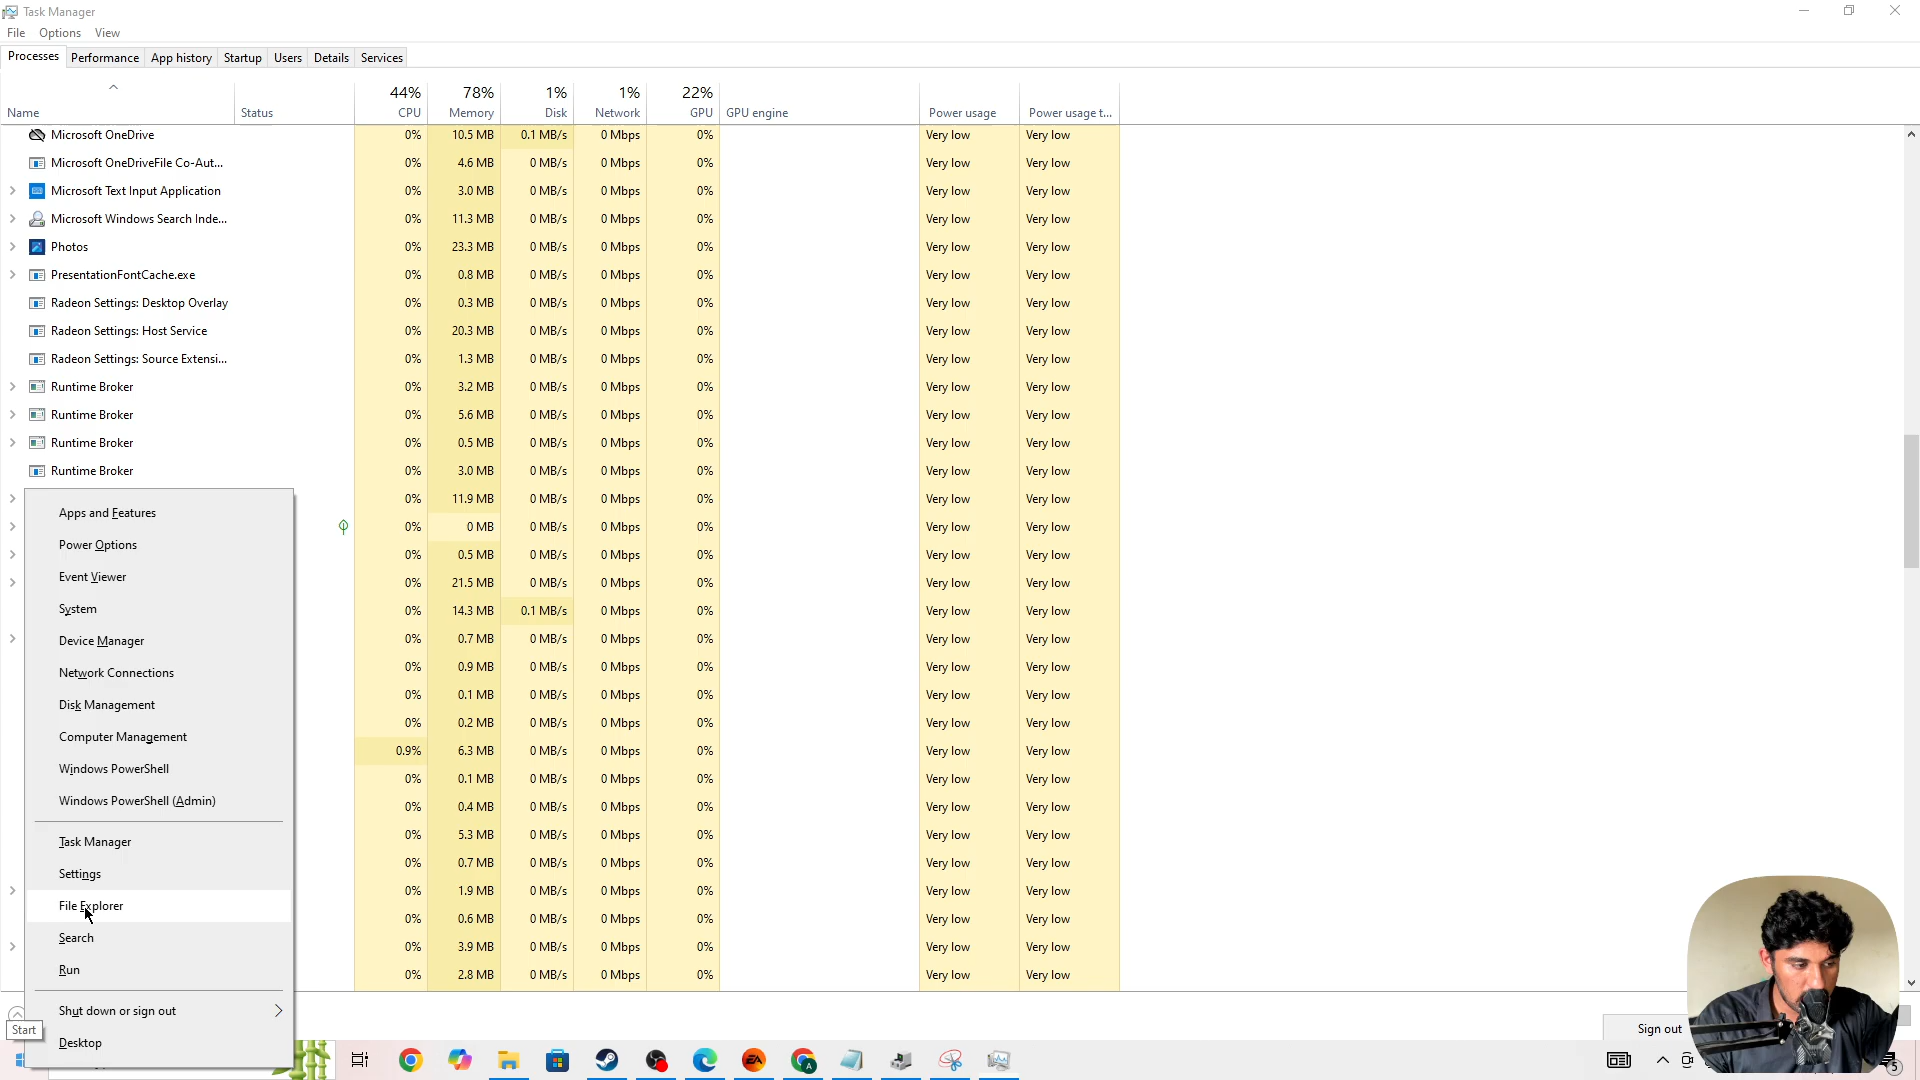 Task Manager
File Options View
Processes Performance App history Startup Users Details Services
44% 78% 1% 1% 22%
Name Status CPU Memory Disk Network GPU GPU engine Power usage Power usage t...
Microsoft OneDrive 0% 10.5 MB 0.1 MB/s 0 Mbps 0% Very low Very low
Microsoft OneDriveFile Co-Aut... 0% 4.6 MB 0 MB/s 0 Mbps 0% Very low Very low
Microsoft Text Input Application 0% 3.0 MB 0 MB/s 0 Mbps 0% Very low Very low
Microsoft Windows Search Inde... 0% 11.3 MB 0 MB/s 0 Mbps 0% Very low Very low
Photos 0% 23.3 MB 0 MB/s 0 Mbps 0% Very low Very low
PresentationFontCache.exe 0% 0.8 MB 0 MB/s 0 Mbps 0% Very low Very low
Radeon Settings: Desktop Overlay 0% 0.3 MB 0 MB/s 0 Mbps 0% Very low Very low
Radeon Settings: Host Service 0% 20.3 MB 0 MB/s 0 Mbps 0% Very low Very low
Radeon Settings: Source Extensi... 0% 1.3 MB 0 MB/s 0 Mbps 0% Very low Very low
Runtime Broker 0% 3.2 MB 0 MB/s 0 Mbps 0% Very low Very low
Runtime Broker 0% 5.6 MB 0 MB/s 0 Mbps 0% Very low Very low
Runtime Broker 0% 0.5 MB 0 MB/s 0 Mbps 0% Very low Very low
Runtime Broker 0% 3.0 MB 0 MB/s 0 Mbps 0% Very low Very low
0% 11.9 MB 0 MB/s 0 Mbps 0% Very low Very low
0% 0 MB 0 MB/s 0 Mbps 0% Very low Very low
0% 0.5 MB 0 MB/s 0 Mbps 0% Very low Very low
0% 21.5 MB 0 MB/s 0 Mbps 0% Very low Very low
0% 14.3 MB 0.1 MB/s 0 Mbps 0% Very low Very low
0% 0.7 MB 0 MB/s 0 Mbps 0% Very low Very low
0% 0.9 MB 0 MB/s 0 Mbps 0% Very low Very low
0% 0.1 MB 0 MB/s 0 Mbps 0% Very low Very low
0% 0.2 MB 0 MB/s 0 Mbps 0% Very low Very low
0.9% 6.3 MB 0 MB/s 0 Mbps 0% Very low Very low
0% 0.1 MB 0 MB/s 0 Mbps 0% Very low Very low
0% 0.4 MB 0 MB/s 0 Mbps 0% Very low Very low
0% 5.3 MB 0 MB/s 0 Mbps 0% Very low Very low
0% 0.7 MB 0 MB/s 0 Mbps 0% Very low Very low
0% 1.9 MB 0 MB/s 0 Mbps 0% Very low Very low
0% 0.6 MB 0 MB/s 0 Mbps 0% Very low Very low
0% 3.9 MB 0 MB/s 0 Mbps 0% Very low Very low
0% 2.8 MB 0 MB/s 0 Mbps 0% Very low Very low
Apps and Features
Power Options
Event Viewer
System
Device Manager
Network Connections
Disk Management
Computer Management
Windows PowerShell
Windows PowerShell (Admin)
Task Manager
Settings
File Explorer
Search
Run
Shut down or sign out
Desktop
Start
Sign out
EA
A
5